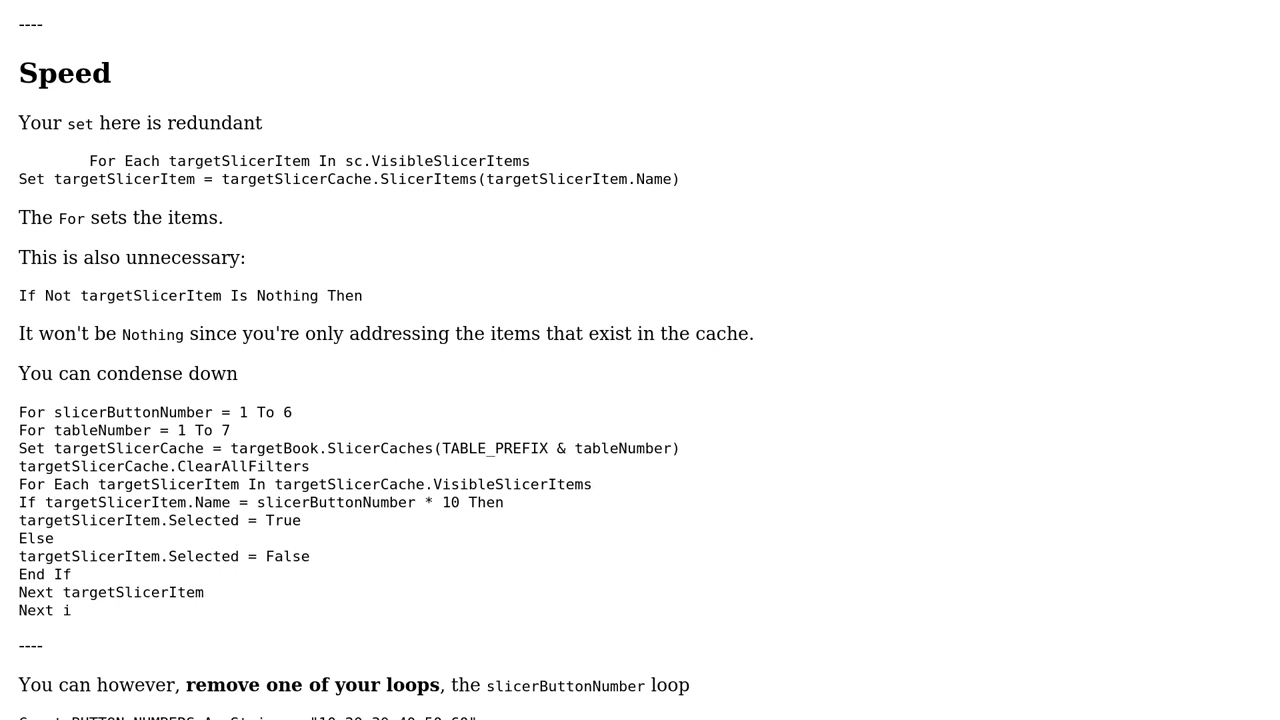 ----
Speed
Your set here is redundant
For Each targetSlicerItem In sc.VisibleSlicerItems
Set targetSlicerItem = targetSlicerCache.SlicerItems(targetSlicerItem.Name)
The For sets the items.
This is also unnecessary:
If Not targetSlicerItem Is Nothing Then
It won't be Nothing since you're only addressing the items that exist in the cache.
You can condense down
For slicerButtonNumber = 1 To 6
For tableNumber = 1 To 7
Set targetSlicerCache = targetBook.SlicerCaches(TABLE_PREFIX & tableNumber)
targetSlicerCache.ClearAllFilters
For Each targetSlicerItem In targetSlicerCache.VisibleSlicerItems
If targetSlicerItem.Name = slicerButtonNumber * 10 Then
targetSlicerItem.Selected = True
Else
targetSlicerItem.Selected = False
End If
Next targetSlicerItem
Next i
----
You can however, remove one of your loops, the slicerButtonNumber loop